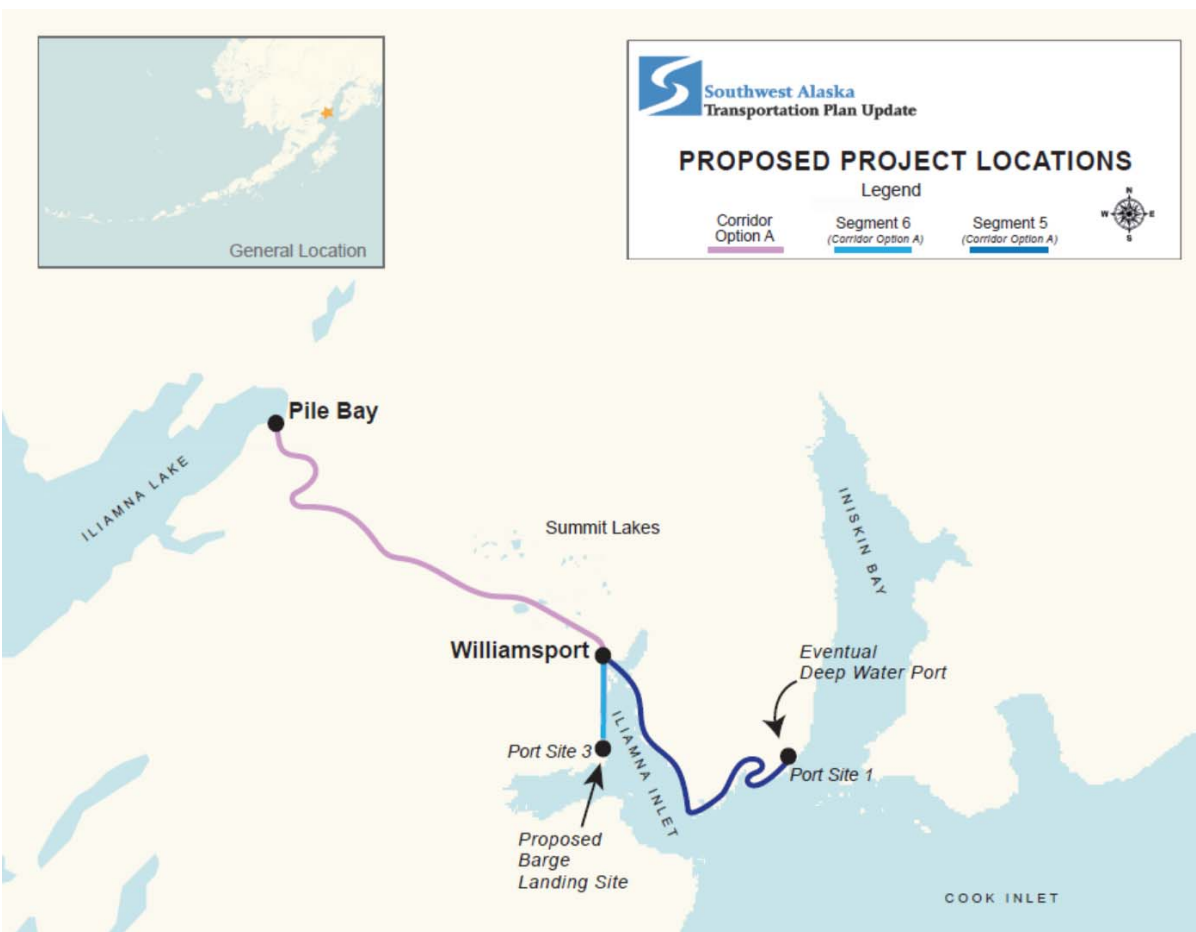 General Location
Southwest Alaska
Transportation Plan Update
PROPOSED PROJECT LOCATIONS
Legend
Corridor
Option A
Segment 6
(Corridor Option A)
Segment 5
(Corridor Option A)
N
W E
S
Pile Bay
ILIAMNA LAKE
Summit Lakes
INISKIN BAY
Williamsport
Eventual
Deep Water Port
Port Site 3
ILIAMNA INLET
Port Site 1
Proposed
Barge
Landing Site
COOK INLET